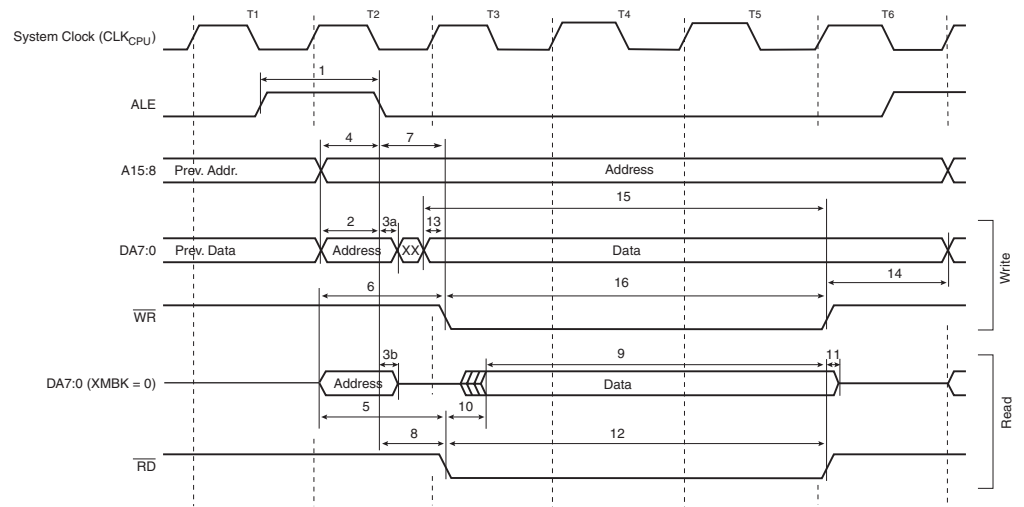 T1 T2 T3 T4 T5 T6
System Clock (CLKCPU)
1
ALE
4 7
A15:8 Prev. Addr. Address
15
2 3a 13
DA7:0 Prev. Data Address XX Data
6 16 14
WR
Write
3b 9 11
DA7:0 (XMBK = 0) Address Data
5 10
8 12
RD
Read